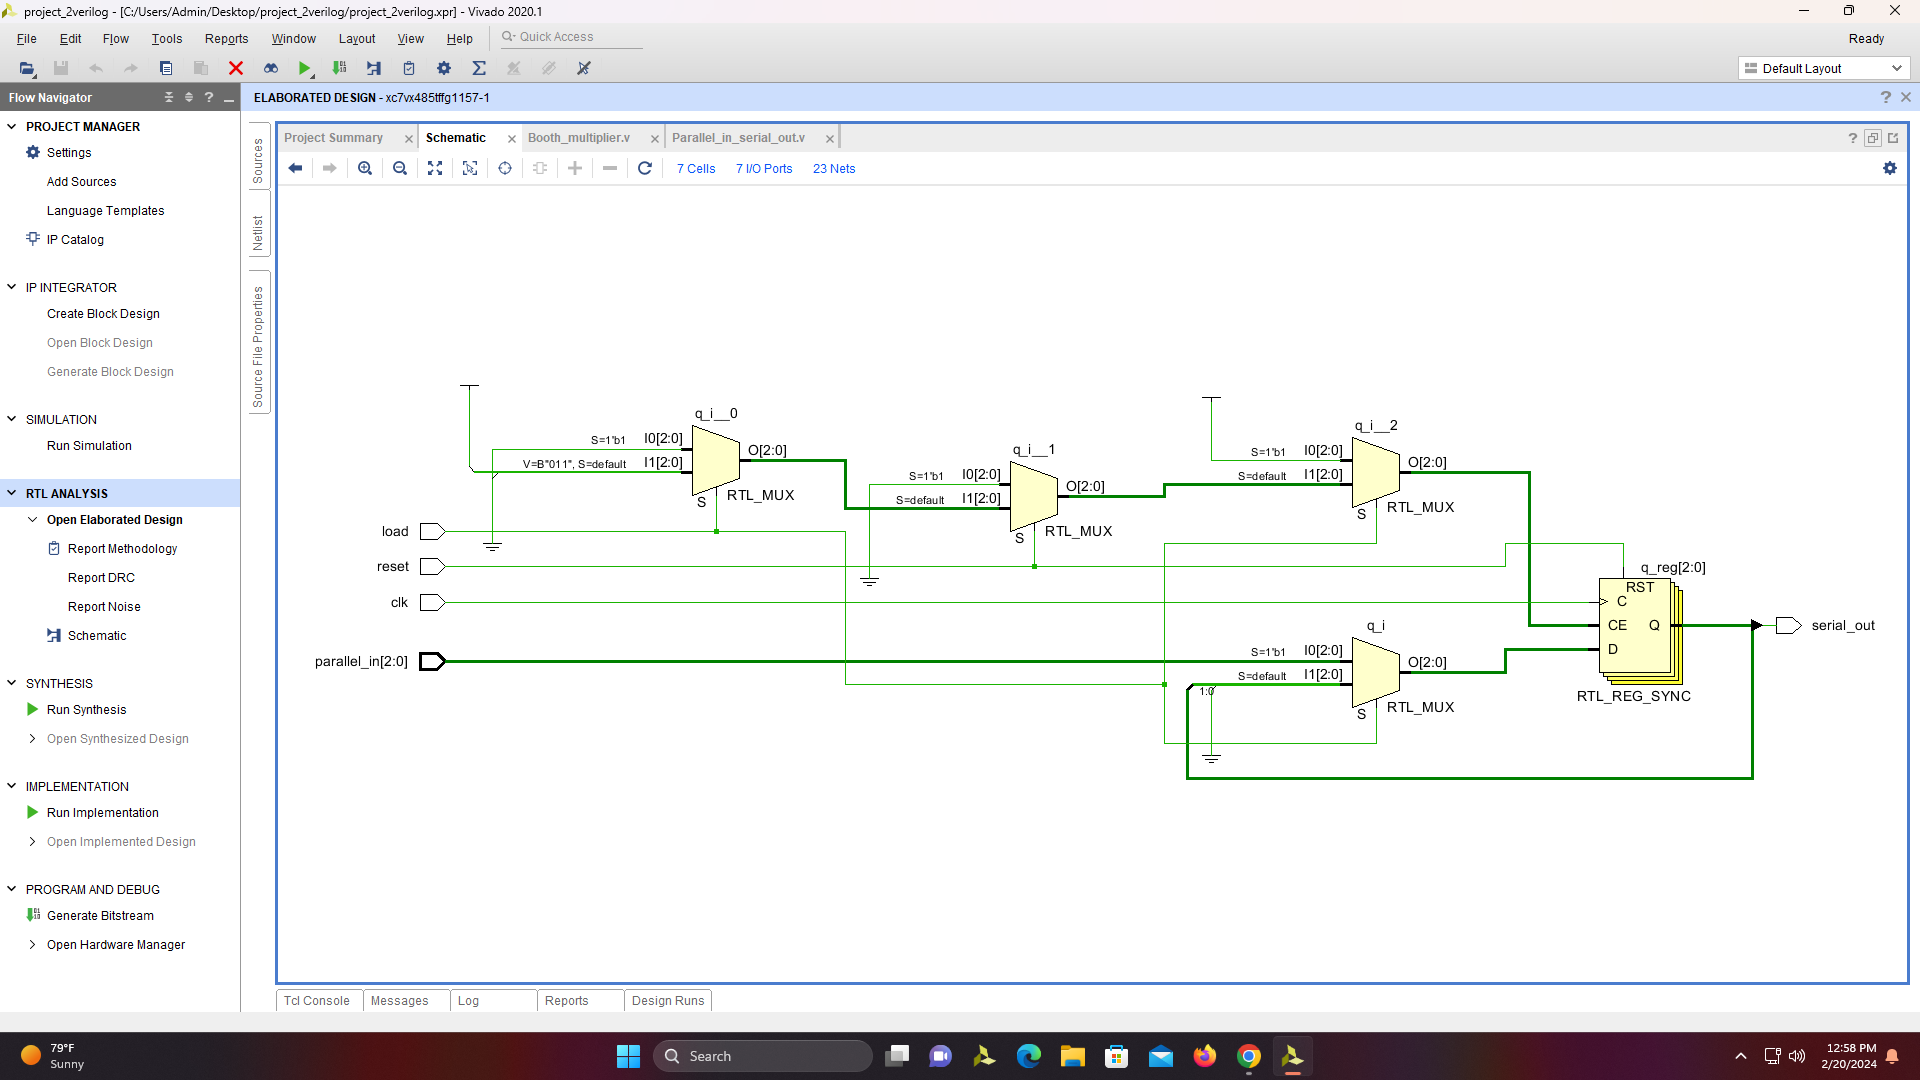 project_2verilog - [C:/Users/Admin/Desktop/project_2verilog/project_2verilog.xpr] - Vivado 2020.1
File Edit Flow Tools Reports Window Layout View Help Quick Access
Ready
Default Layout
Flow Navigator
ELABORATED DESIGN - xc7vx485tffg1157-1
PROJECT MANAGER
Settings
Add Sources
Language Templates
IP Catalog
IP INTEGRATOR
Create Block Design
Open Block Design
Generate Block Design
SIMULATION
Run Simulation
RTL ANALYSIS
Open Elaborated Design
Report Methodology
Report DRC
Report Noise
Schematic
SYNTHESIS
Run Synthesis
Open Synthesized Design
IMPLEMENTATION
Run Implementation
Open Implemented Design
PROGRAM AND DEBUG
Generate Bitstream
Open Hardware Manager
Sources
Netlist
Source File Properties
Project Summary
Schematic
Booth_multiplier.v
Parallel_in_serial_out.v
7 Cells 7 I/O Ports 23 Nets
q_i__0
S=1'b1 I0[2:0]
V=B"011", S=default I1[2:0]
O[2:0]
S
RTL_MUX
q_i__1
S=1'b1 I0[2:0]
S=default I1[2:0]
O[2:0]
S
RTL_MUX
q_i__2
S=1'b1 I0[2:0]
S=default I1[2:0]
O[2:0]
S
RTL_MUX
load
reset
clk
parallel_in[2:0]
q_i
S=1'b1 I0[2:0]
S=default I1[2:0]
1:0
O[2:0]
S
RTL_MUX
q_reg[2:0]
RST
C
CE Q
D
RTL_REG_SYNC
serial_out
Tcl Console
Messages
Log
Reports
Design Runs
79°F
Sunny
Search
12:58 PM
2/20/2024